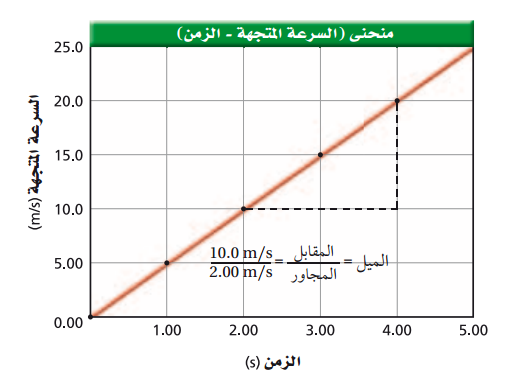 منحنى (السرعة المتجهة - الزمن)
السرعة المتجهة (m/s)
25.0
20.0
15.0
10.0
5.00
0.00
الميل = المقابل / المجاور = 10.0 m/s / 2.00 m/s
1.00 2.00 3.00 4.00 5.00
الزمن (s)